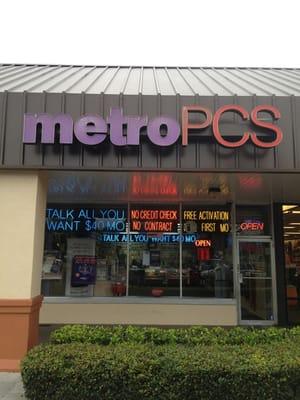 metroPCS
TALK ALL YOU
WANT $40 MO
NO CREDIT CHECK
NO CONTRACT
FREE ACTIVATION
FIRST MO
OPEN
TALK ALL YOU
WANT $40 MO
OPEN